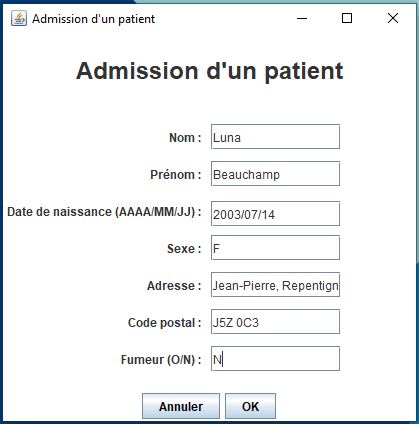 Admission d'un patient
Admission d'un patient
Nom : Luna
Prénom : Beauchamp
Date de naissance (AAAA/MM/JJ) : 2003/07/14
Sexe : F
Adresse : Jean-Pierre, Repentign
Code postal : J5Z 0C3
Fumeur (O/N) : N
Annuler OK